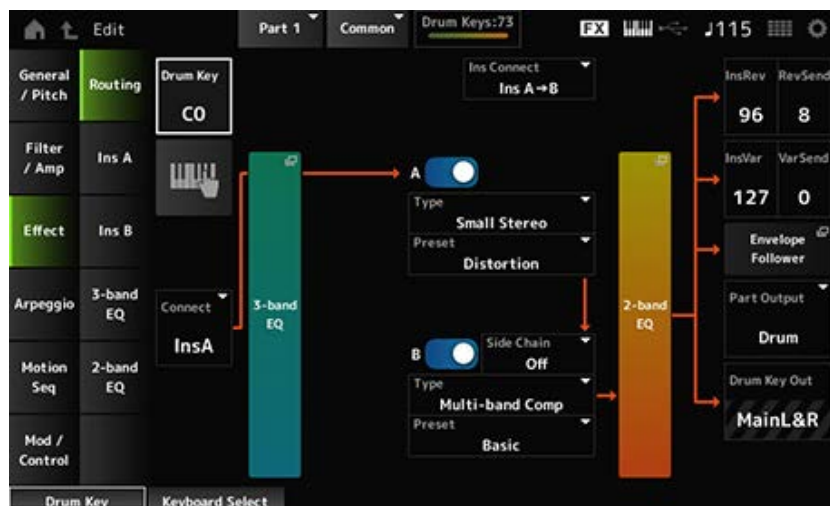 Edit
Part 1
Common
Drum Keys:73
FX
♩115
General
/ Pitch
Routing
Drum Key
C0
Ins Connect
Ins A→B
InsRev
RevSend
96
8
Filter
/ Amp
Ins A
A
InsVar
VarSend
127
0
Type
Small Stereo
Preset
Distortion
Effect
Ins B
Envelope
Follower
Arpeggio
3-band
EQ
Connect
InsA
3-band
EQ
2-band
EQ
Part Output
Drum
B
Side Chain
Off
Motion
Seq
2-band
EQ
Type
Multi-band Comp
Preset
Basic
Drum Key Out
MainL&R
Mod /
Control
Drum Key
Keyboard Select